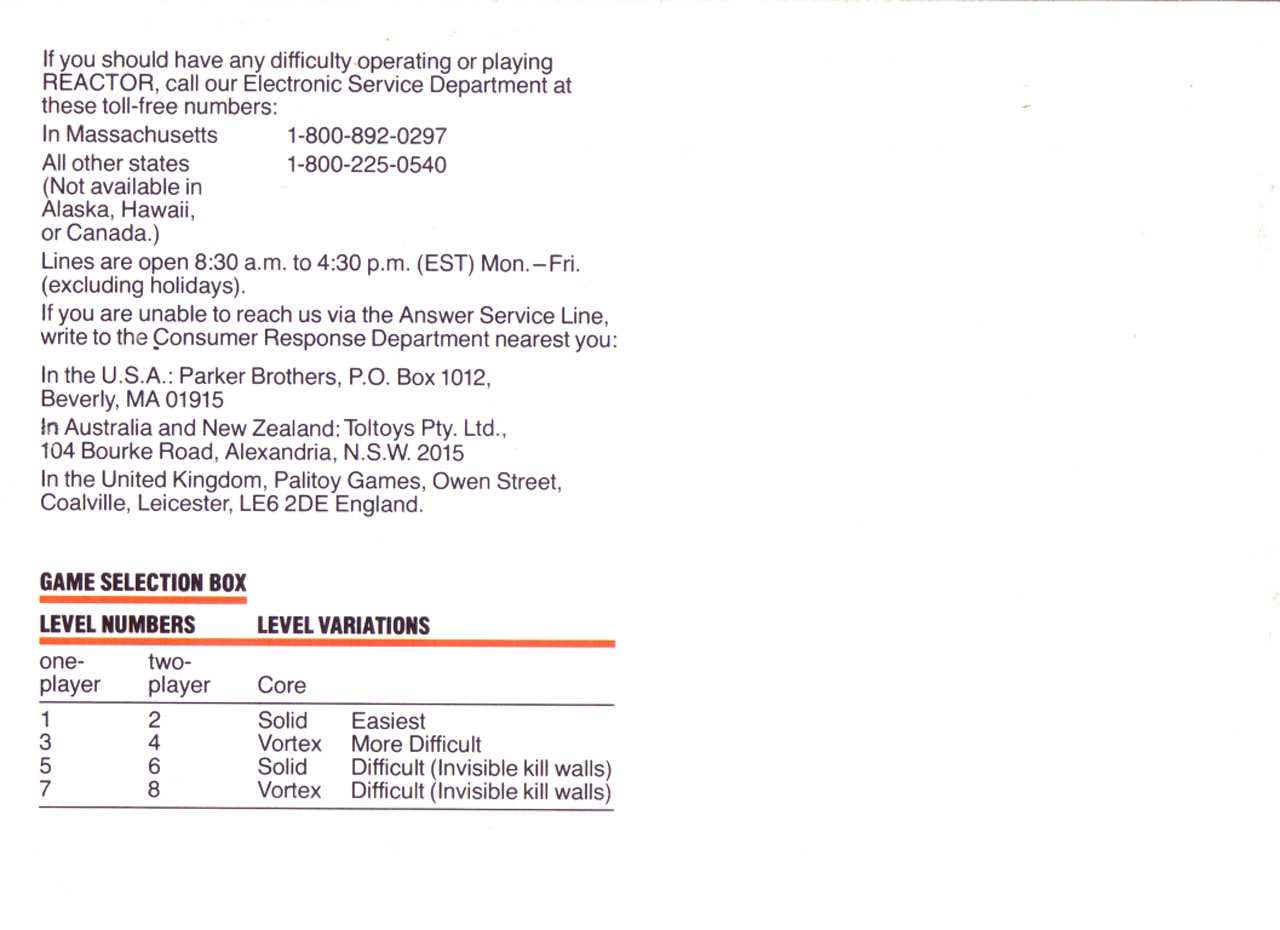 If you should have any difficulty operating or playing
REACTOR, call our Electronic Service Department at
these toll-free numbers:
In Massachusetts 1-800-892-0297
All other states 1-800-225-0540
(Not available in
Alaska, Hawaii,
or Canada.)
Lines are open 8:30 a.m. to 4:30 p.m. (EST) Mon.–Fri.
(excluding holidays).
If you are unable to reach us via the Answer Service Line,
write to the Consumer Response Department nearest you:
In the U.S.A.: Parker Brothers, P.O. Box 1012,
Beverly, MA 01915
In Australia and New Zealand: Toltoys Pty. Ltd.,
104 Bourke Road, Alexandria, N.S.W. 2015
In the United Kingdom, Palitoy Games, Owen Street,
Coalville, Leicester, LE6 2DE England.
GAME SELECTION BOX
LEVEL NUMBERS LEVEL VARIATIONS
one- two-
player player Core
1 2 Solid Easiest
3 4 Vortex More Difficult
5 6 Solid Difficult (Invisible kill walls)
7 8 Vortex Difficult (Invisible kill walls)